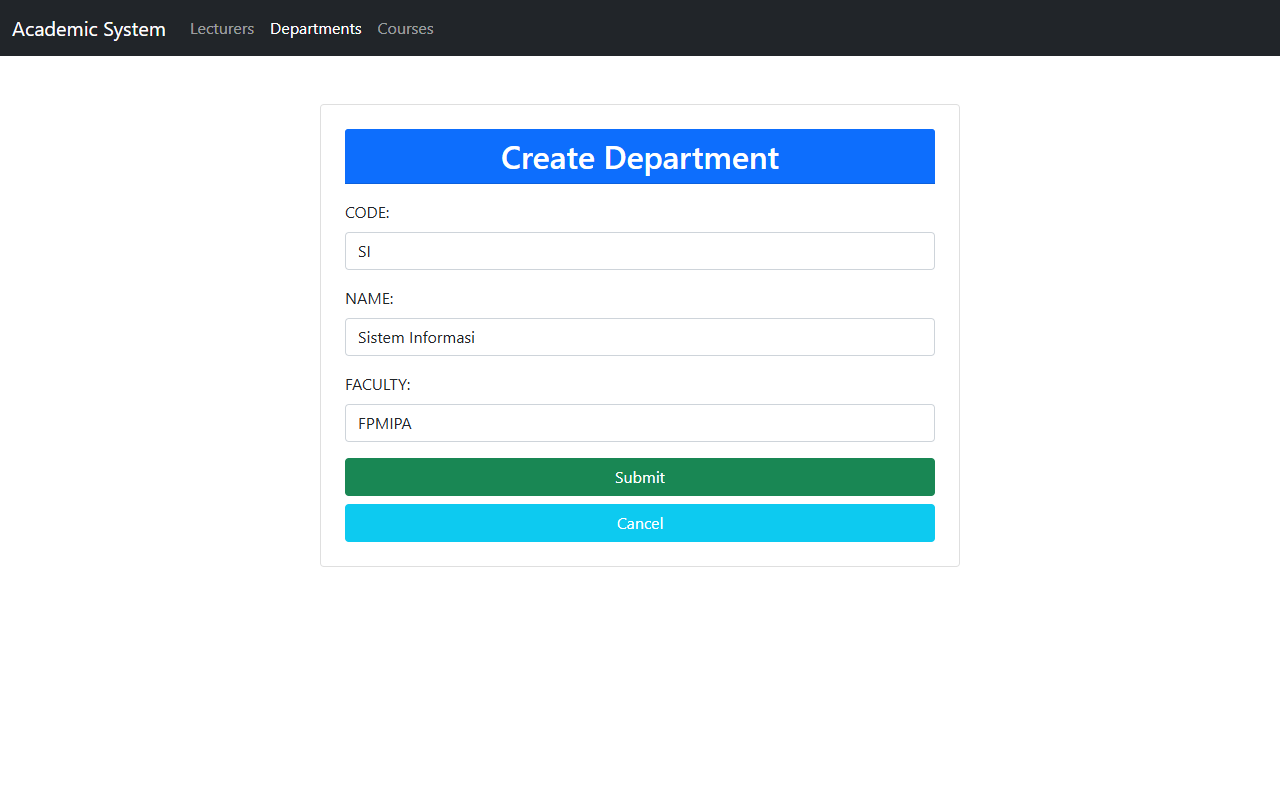 Academic System Lecturers Departments Courses
Create Department
CODE:
SI
NAME:
Sistem Informasi
FACULTY:
FPMIPA
Submit
Cancel